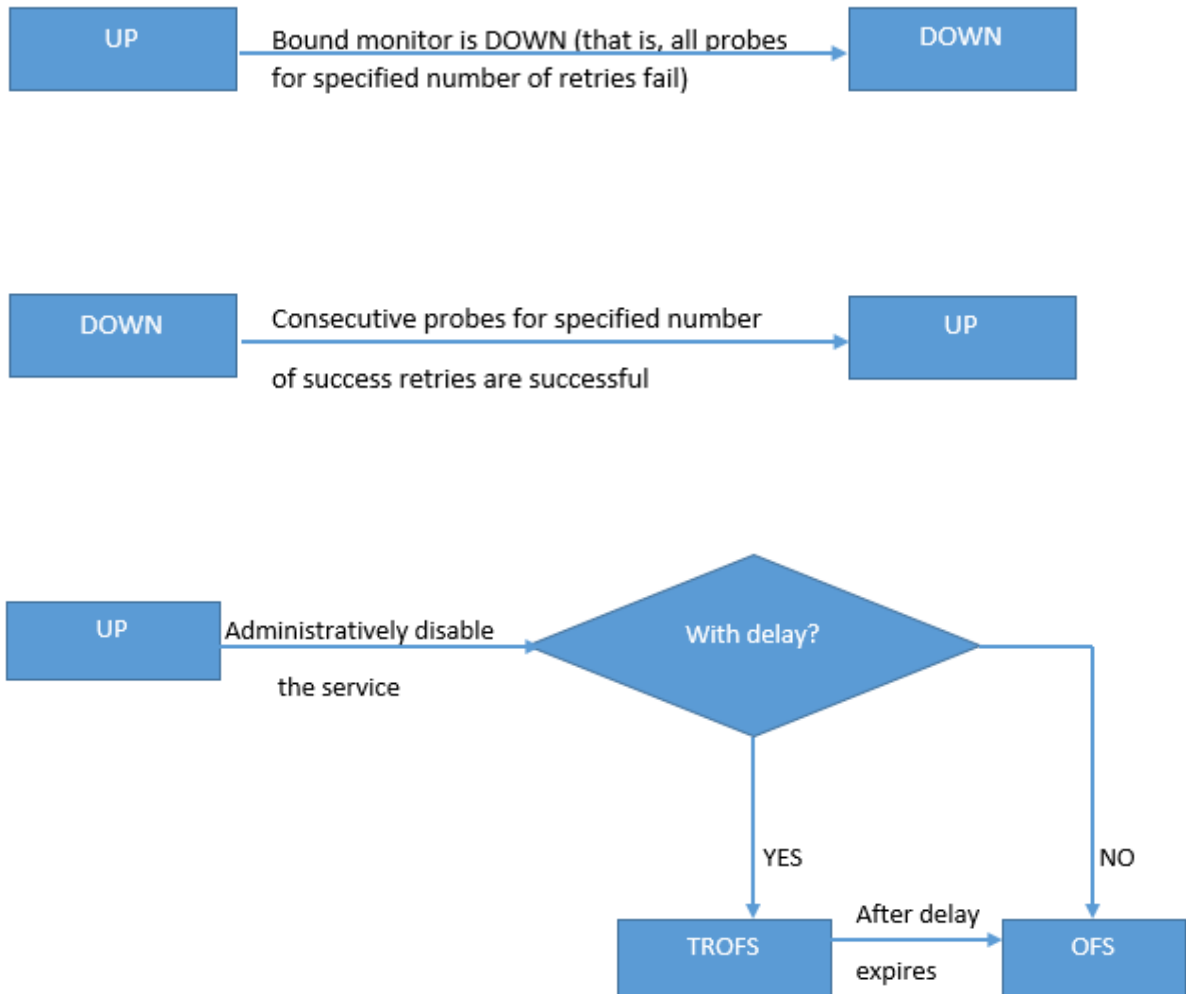 UP
Bound monitor is DOWN (that is, all probes
for specified number of retries fail)
DOWN
DOWN
Consecutive probes for specified number
of success retries are successful
UP
UP
Administratively disable
the service
With delay?
YES
NO
TROFS
After delay
expires
OFS